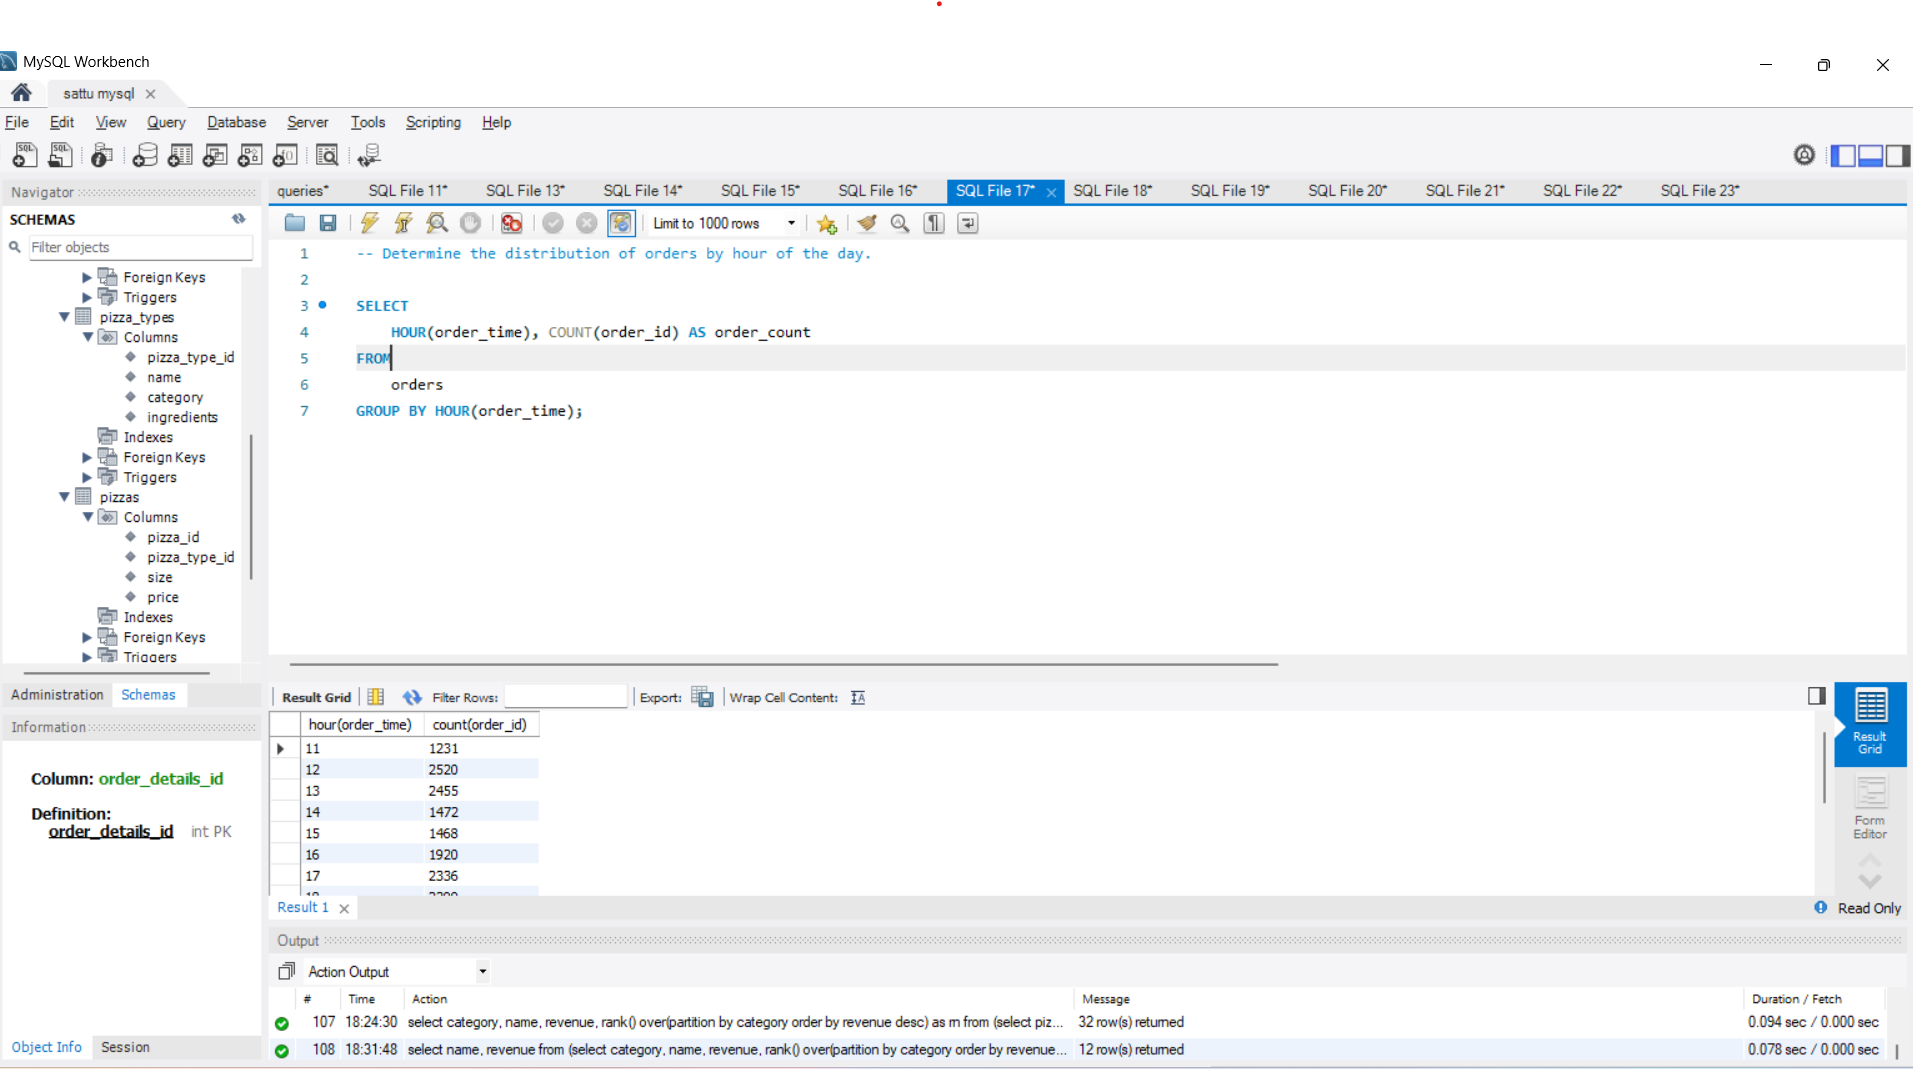 MySQL Workbench
sattu mysql
File Edit View Query Database Server Tools Scripting Help
Navigator
SCHEMAS
Filter objects
Foreign Keys
Triggers
pizza_types
Columns
pizza_type_id
name
category
ingredients
Indexes
Foreign Keys
Triggers
pizzas
Columns
pizza_id
pizza_type_id
size
price
Indexes
Foreign Keys
Triggers
Administration Schemas
Information
Column: order_details_id
Definition:
order_details_id int PK
Object Info Session
queries* SQL File 11* SQL File 13* SQL File 14* SQL File 15* SQL File 16* SQL File 17* SQL File 18* SQL File 19* SQL File 20* SQL File 21* SQL File 22* SQL File 23*
Limit to 1000 rows
1 -- Determine the distribution of orders by hour of the day.
2
3 SELECT
4 HOUR(order_time), COUNT(order_id) AS order_count
5 FROM
6 orders
7 GROUP BY HOUR(order_time);
Result Grid Filter Rows: Export: Wrap Cell Content:
hour(order_time) count(order_id)
11 1231
12 2520
13 2455
14 1472
15 1468
16 1920
17 2336
Result Grid
Form Editor
Result 1 Read Only
Output
Action Output
# Time Action Message Duration / Fetch
107 18:24:30 select category, name, revenue, rank() over(partition by category order by revenue desc) as rn from (select piz... 32 row(s) returned 0.094 sec / 0.000 sec
108 18:31:48 select name, revenue from (select category, name, revenue, rank() over(partition by category order by revenue... 12 row(s) returned 0.078 sec / 0.000 sec